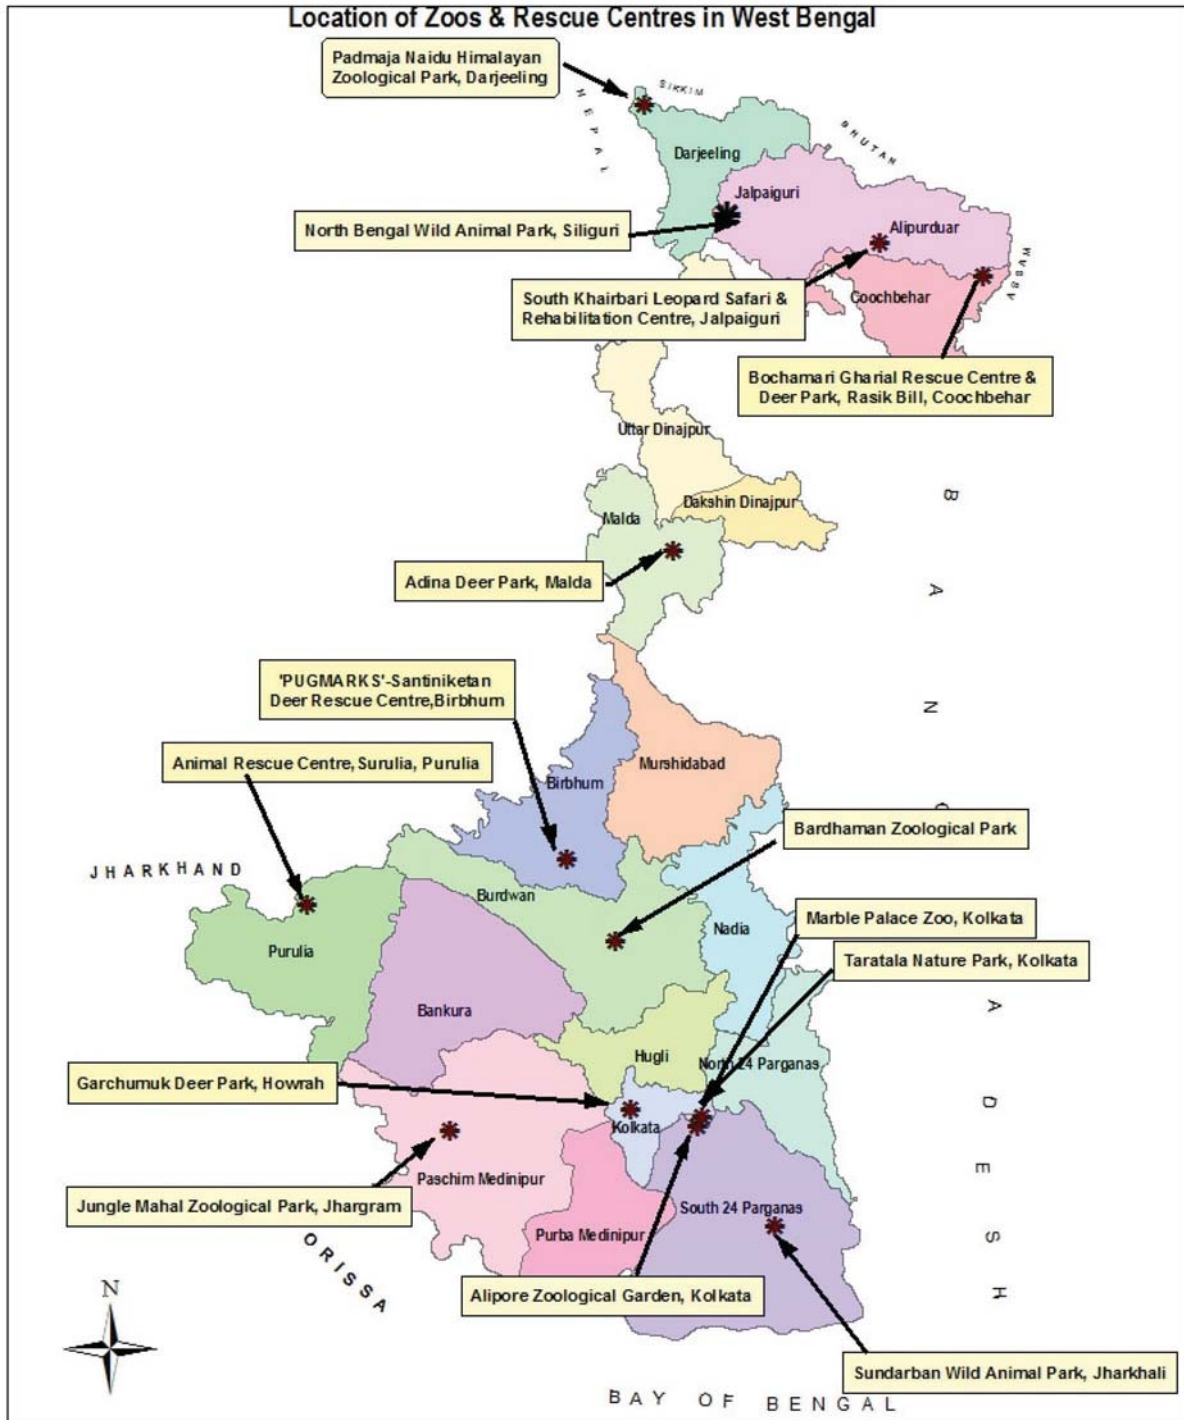 Location of Zoos & Rescue Centres in West Bengal
Padmaja Naidu Himalayan
Zoological Park, Darjeeling
SIKKIM
NEPAL
BHUTAN
Darjeeling
Jalpaiguri
North Bengal Wild Animal Park, Siliguri
Alipurduar
ASSAM
South Khairbari Leopard Safari &
Rehabilitation Centre, Jalpaiguri
Coochbehar
Bochamari Gharial Rescue Centre &
Deer Park, Rasik Bill, Coochbehar
Uttar Dinajpur
Dakshin Dinajpur
Malda
Adina Deer Park, Malda
BANGLADESH
'PUGMARKS'-Santiniketan
Deer Rescue Centre,Birbhum
Animal Rescue Centre, Surulia, Purulia
Murshidabad
Birbhum
Bardhaman Zoological Park
JHARKHAND
Burdwan
Marble Palace Zoo, Kolkata
Nadia
Purulia
Taratala Nature Park, Kolkata
Bankura
Hugli
North 24 Parganas
Garchumuk Deer Park, Howrah
Kolkata
Paschim Medinipur
Jungle Mahal Zoological Park, Jhargram
South 24 Parganas
Purba Medinipur
ORISSA
N
Alipore Zoological Garden, Kolkata
Sundarban Wild Animal Park, Jharkhali
BAY OF BENGAL